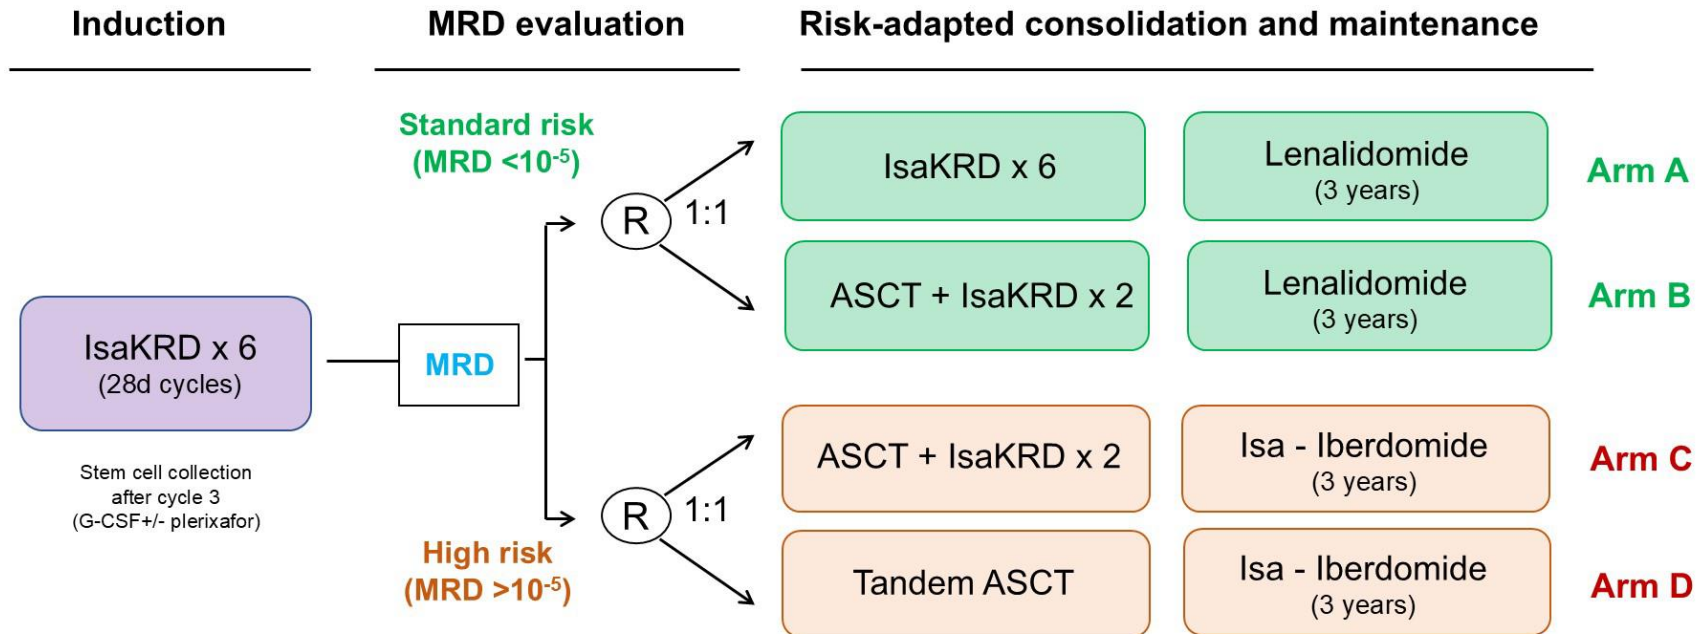 Induction
MRD evaluation
Risk-adapted consolidation and maintenance
IsaKRD x 6
(28d cycles)
Stem cell collection
after cycle 3
(G-CSF+/- plerixafor)
MRD
Standard risk
(MRD <10⁻⁵)
R
1:1
IsaKRD x 6
Lenalidomide
(3 years)
Arm A
ASCT + IsaKRD x 2
Lenalidomide
(3 years)
Arm B
High risk
(MRD >10⁻⁵)
R
1:1
ASCT + IsaKRD x 2
Isa - Iberdomide
(3 years)
Arm C
Tandem ASCT
Isa - Iberdomide
(3 years)
Arm D